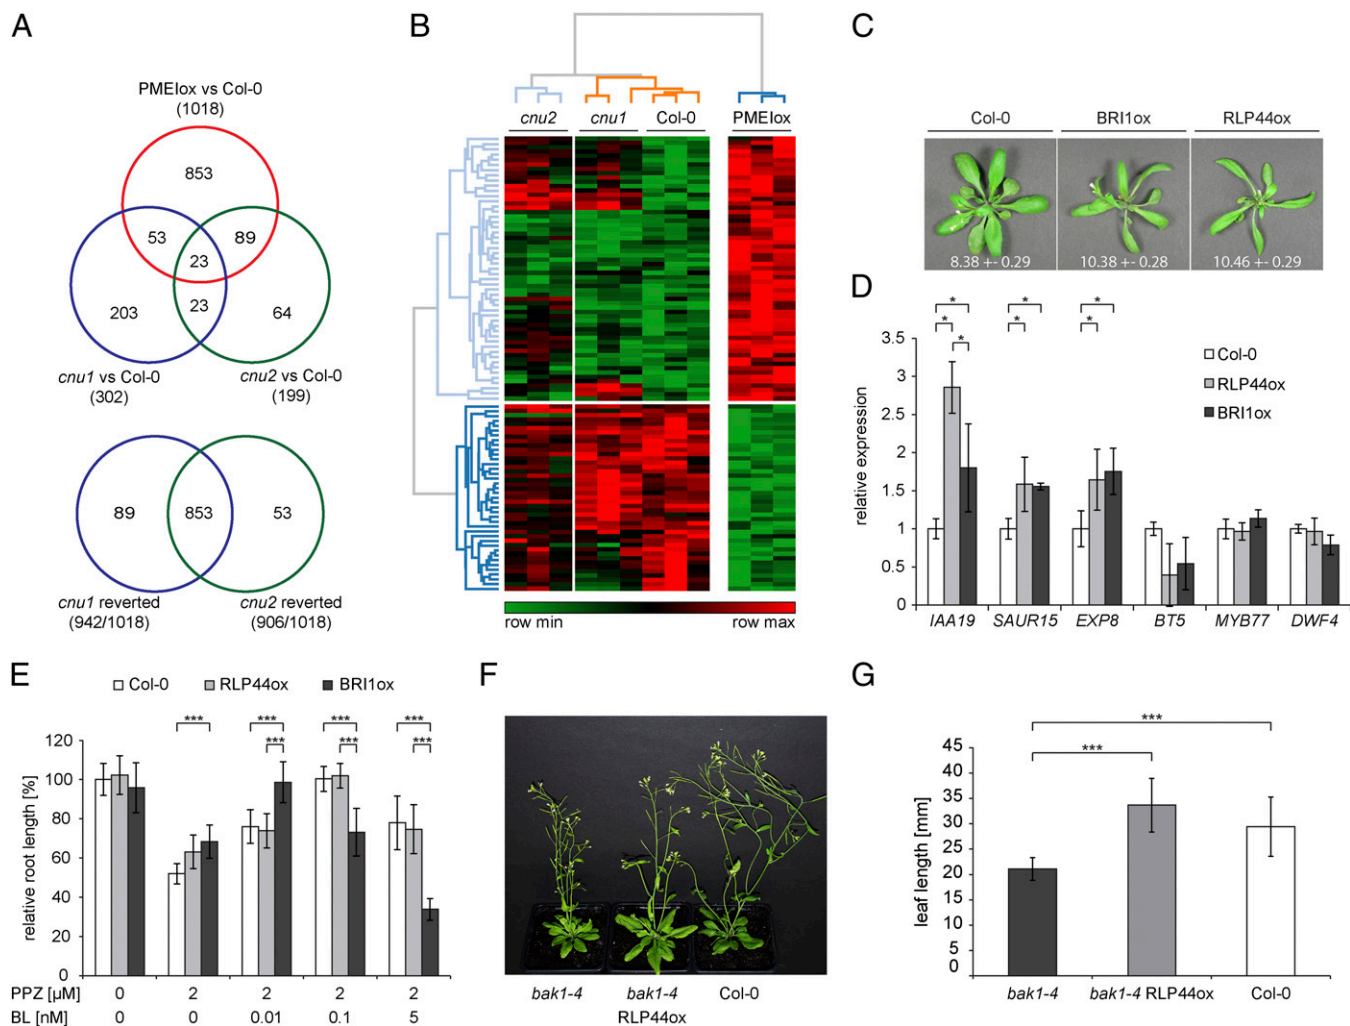 A
PMEIox vs Col-0
(1018)
853
53
89
23
203
23
64
cnu1 vs Col-0
(302)
cnu2 vs Col-0
(199)
89
853
53
cnu1 reverted
(942/1018)
cnu2 reverted
(906/1018)
B
cnu2
cnu1
Col-0
PMEIox
row min
row max
C
Col-0
BRI1ox
RLP44ox
8.38 +- 0.29
10.38 +- 0.28
10.46 +- 0.29
D
* * *
* * * *
relative expression
3.5
3
2.5
2
1.5
1
0.5
0
Col-0
RLP44ox
BRI1ox
IAA19
SAUR15
EXP8
BT5
MYB77
DWF4
E
Col-0
RLP44ox
BRI1ox
*** *** *** ***
*** *** ***
relative root length [%]
120
100
80
60
40
20
0
PPZ [µM] 0 2 2 2 2
BL [nM] 0 0 0.01 0.1 5
F
bak1-4
bak1-4
RLP44ox
Col-0
G
***
***
leaf length [mm]
45
40
35
30
25
20
15
10
5
0
bak1-4
bak1-4 RLP44ox
Col-0